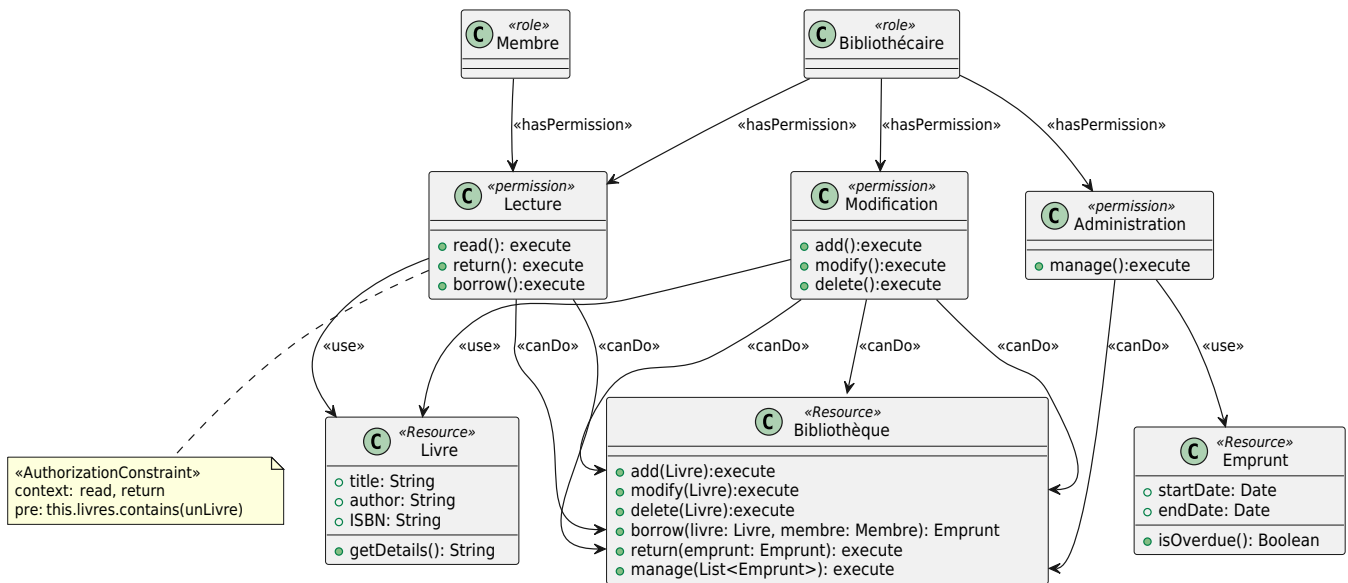 C
«role»
Membre
C
«role»
Bibliothécaire
«hasPermission»
«hasPermission»
«hasPermission»
«hasPermission»
C
«permission»
Lecture
read(): execute
return(): execute
borrow():execute
C
«permission»
Modification
add():execute
modify():execute
delete():execute
C
«permission»
Administration
manage():execute
«use»
«use»
«canDo»
«canDo»
«canDo»
«canDo»
«canDo»
«canDo»
«use»
«AuthorizationConstraint»
context: read, return
pre: this.livres.contains(unLivre)
C
«Resource»
Livre
title: String
author: String
ISBN: String
getDetails(): String
C
«Resource»
Bibliothèque
add(Livre):execute
modify(Livre):execute
delete(Livre):execute
borrow(livre: Livre, membre: Membre): Emprunt
return(emprunt: Emprunt): execute
manage(List<Emprunt>): execute
C
«Resource»
Emprunt
startDate: Date
endDate: Date
isOverdue(): Boolean